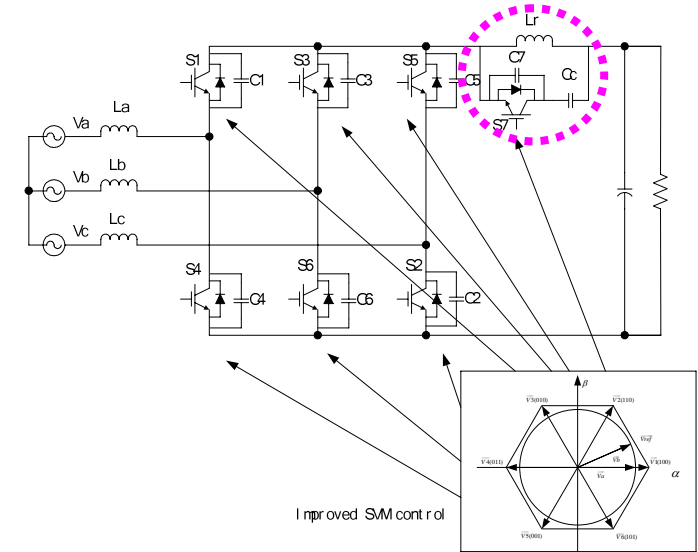 Lr
S1
S3
S5
C7
Cc
C1
C3
C5
S7
La
Va
Lb
Vb
Lc
Vc
S4
S6
S2
C4
C6
C2
β
V3(010)
V2(110)
Vref
V4(011)
Vb
V1(100)
Va
α
Improved SVM control
V5(001)
V6(101)